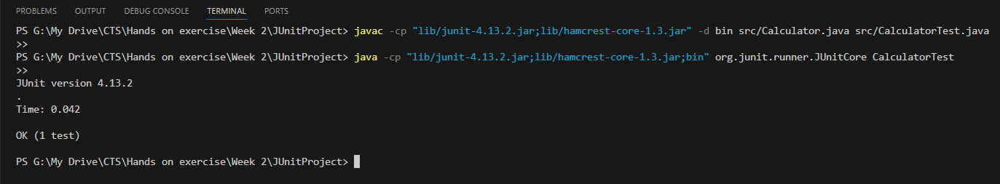 PROBLEMS OUTPUT DEBUG CONSOLE TERMINAL PORTS
PS G:\My Drive\CTS\Hands on exercise\Week 2\JUnitProject> javac -cp "lib/junit-4.13.2.jar;lib/hamcrest-core-1.3.jar" -d bin src/Calculator.java src/CalculatorTest.java
>>
PS G:\My Drive\CTS\Hands on exercise\Week 2\JUnitProject> java -cp "lib/junit-4.13.2.jar;lib/hamcrest-core-1.3.jar;bin" org.junit.runner.JUnitCore CalculatorTest
>>
JUnit version 4.13.2
.
Time: 0.042
OK (1 test)
PS G:\My Drive\CTS\Hands on exercise\Week 2\JUnitProject>